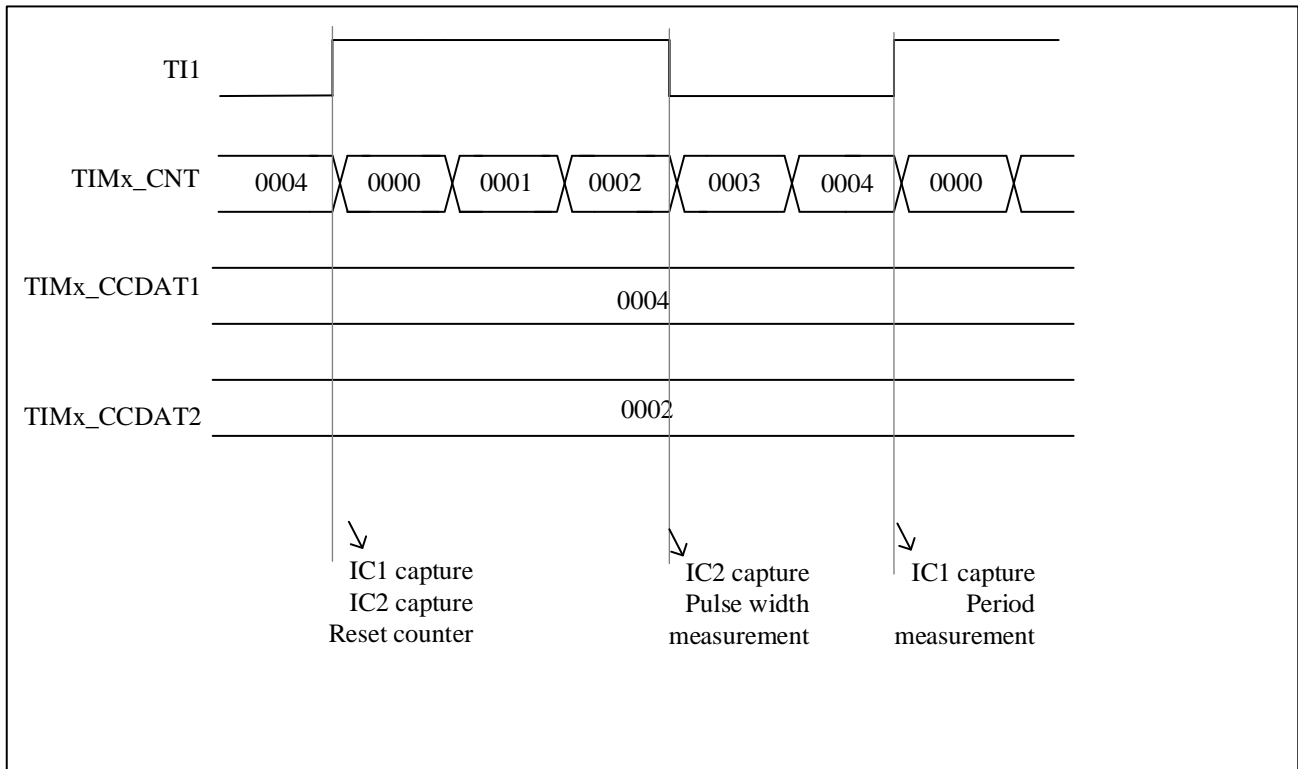 TI1
TIMx_CNT
0004
0000
0001
0002
0003
0004
0000
TIMx_CCDAT1
0004
TIMx_CCDAT2
0002
IC1 capture
IC2 capture
Reset counter
IC2 capture
Pulse width
measurement
IC1 capture
Period
measurement